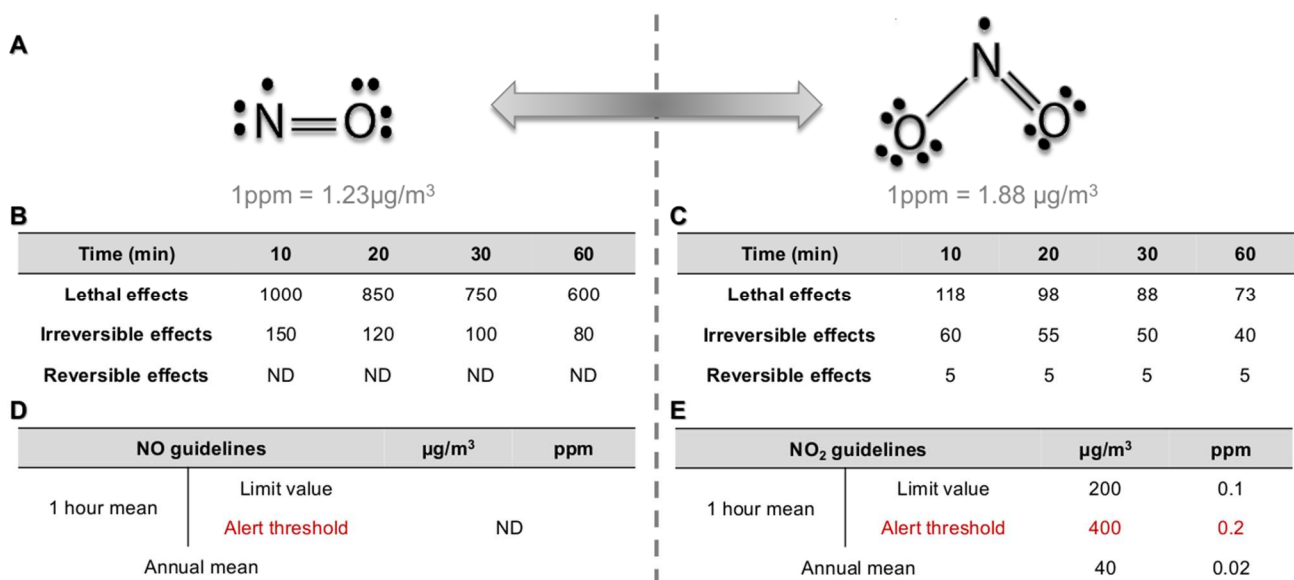 A
N O
N
O O
1ppm = 1.23µg/m³
1ppm = 1.88 µg/m³
B
Time (min) 10 20 30 60
Lethal effects 1000 850 750 600
Irreversible effects 150 120 100 80
Reversible effects ND ND ND ND
C
Time (min) 10 20 30 60
Lethal effects 118 98 88 73
Irreversible effects 60 55 50 40
Reversible effects 5 5 5 5
D
NO guidelines µg/m³ ppm
1 hour mean
Limit value
Alert threshold
ND
Annual mean
E
NO₂ guidelines µg/m³ ppm
1 hour mean
Limit value 200 0.1
Alert threshold 400 0.2
Annual mean 40 0.02